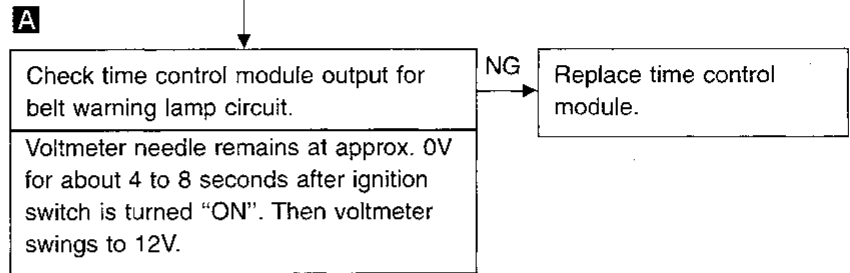 A
Check time control module output for
belt warning lamp circuit.
NG
Replace time control
module.
Voltmeter needle remains at approx. 0V
for about 4 to 8 seconds after ignition
switch is turned “ON”. Then voltmeter
swings to 12V.